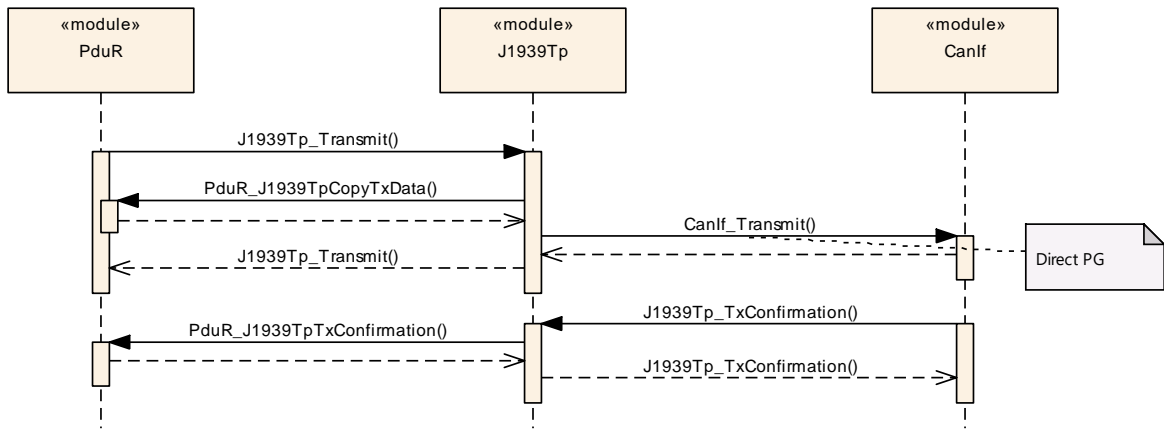 «module»
PduR
«module»
J1939Tp
«module»
CanIf
J1939Tp_Transmit()
PduR_J1939TpCopyTxData()
CanIf_Transmit()
J1939Tp_Transmit()
Direct PG
J1939Tp_TxConfirmation()
PduR_J1939TpTxConfirmation()
J1939Tp_TxConfirmation()